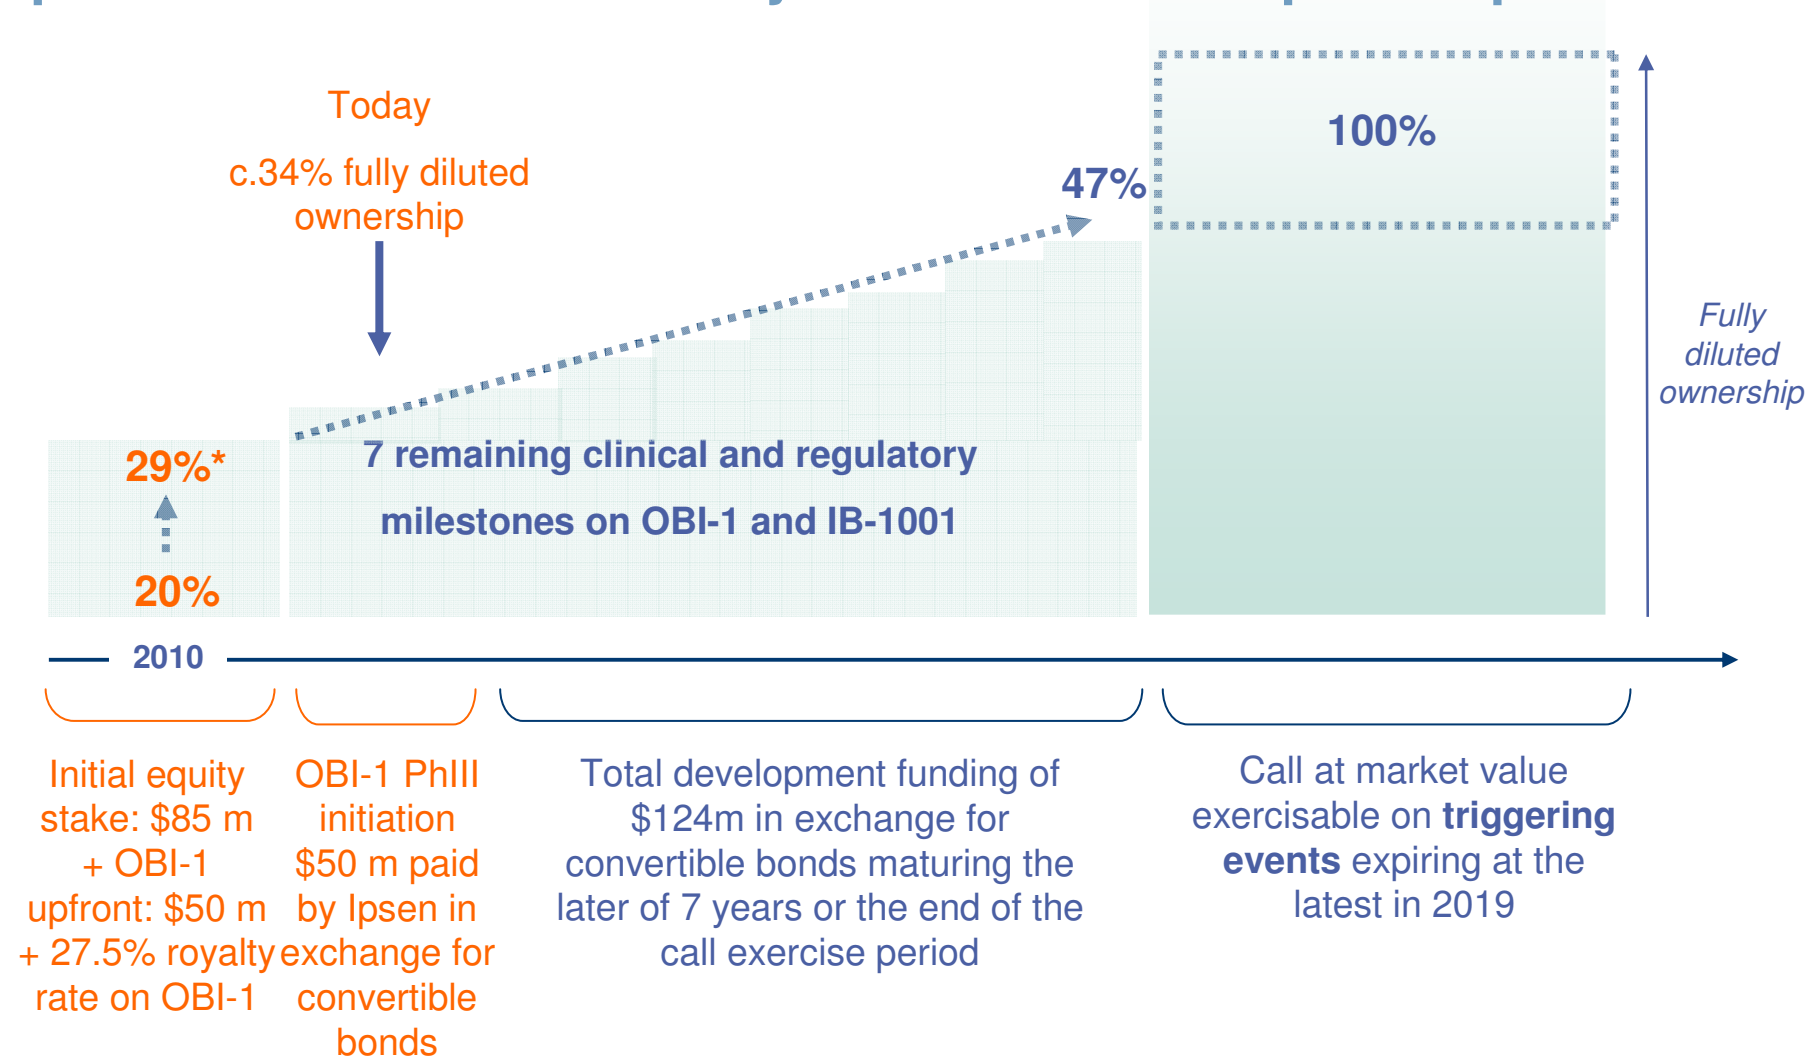 Today
c.34% fully diluted
ownership
47%
100%
Fully
diluted
ownership
29%*
20%
7 remaining clinical and regulatory
milestones on OBI-1 and IB-1001
2010
Initial equity
stake: $85 m
+ OBI-1
upfront: $50 m
+ 27.5% royalty
rate on OBI-1
OBI-1 PhIII
initiation
$50 m paid
by Ipsen in
exchange for
convertible
bonds
Total development funding of
$124m in exchange for
convertible bonds maturing the
later of 7 years or the end of the
call exercise period
Call at market value
exercisable on triggering
events expiring at the
latest in 2019